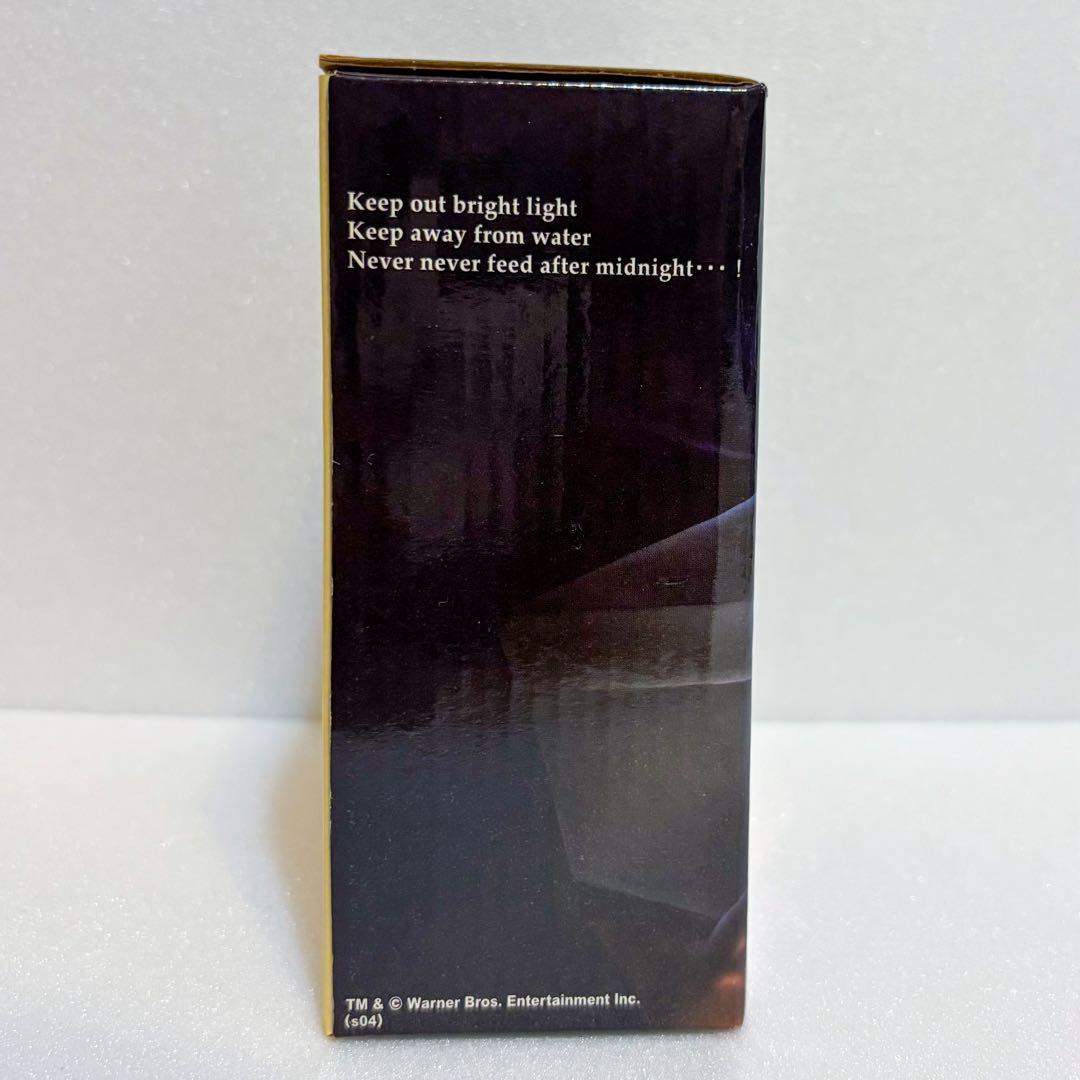 Keep out bright light
Keep away from water
Never never feed after midnight･･･ !
TM & © Warner Bros. Entertainment Inc.
(s04)